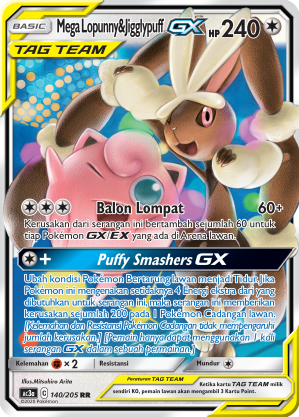 BASIC
Mega Lopunny&Jigglypuff GX HP 240
TAG TEAM
Balon Lompat 60+
Kerusakan dari serangan ini bertambah sejumlah 60 untuk
tiap Pokémon GX/EX yang ada di Arena lawan.
+ Puffy Smashers GX
Ubah kondisi Pokémon Bertarung lawan menjadi Tidur. Jika
Pokémon ini mengenakan setidaknya 4 Energi ekstra dari yang
dibutuhkan untuk serangan ini, maka serangan ini memberikan
kerusakan sejumlah 200 pada 1 Pokémon Cadangan lawan.
[Kelemahan dan Resistansi Pokémon Cadangan tidak memengaruhi
jumlah kerusakan.] [Pemain hanya dapat menggunakan 1 kali
serangan GX dalam sebuah permainan.]
Kelemahan ×2 Resistansi Mundur
Illus. Mitsuhiro Arita
Peraturan TAG TEAM
Ketika kartu TAG TEAM milik
sendiri KO, pemain lawan akan mengambil 3 Kartu Point.
140/205 RR